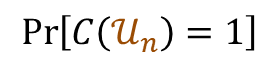 Pr[C(𝒰ₙ) = 1]